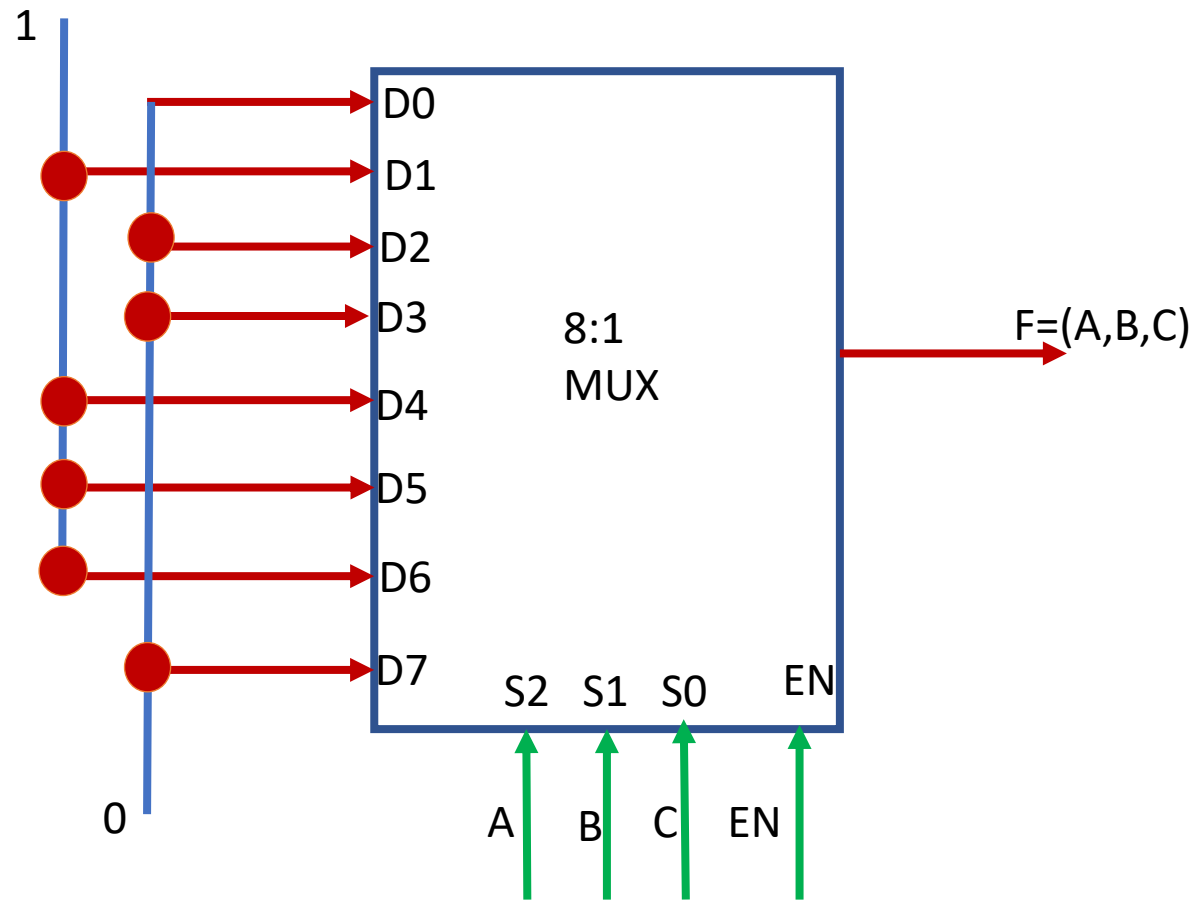 1
D0
D1
D2
D3
D4
D5
D6
D7
8:1
MUX
F=(A,B,C)
S2 S1 S0 EN
0
A B C EN